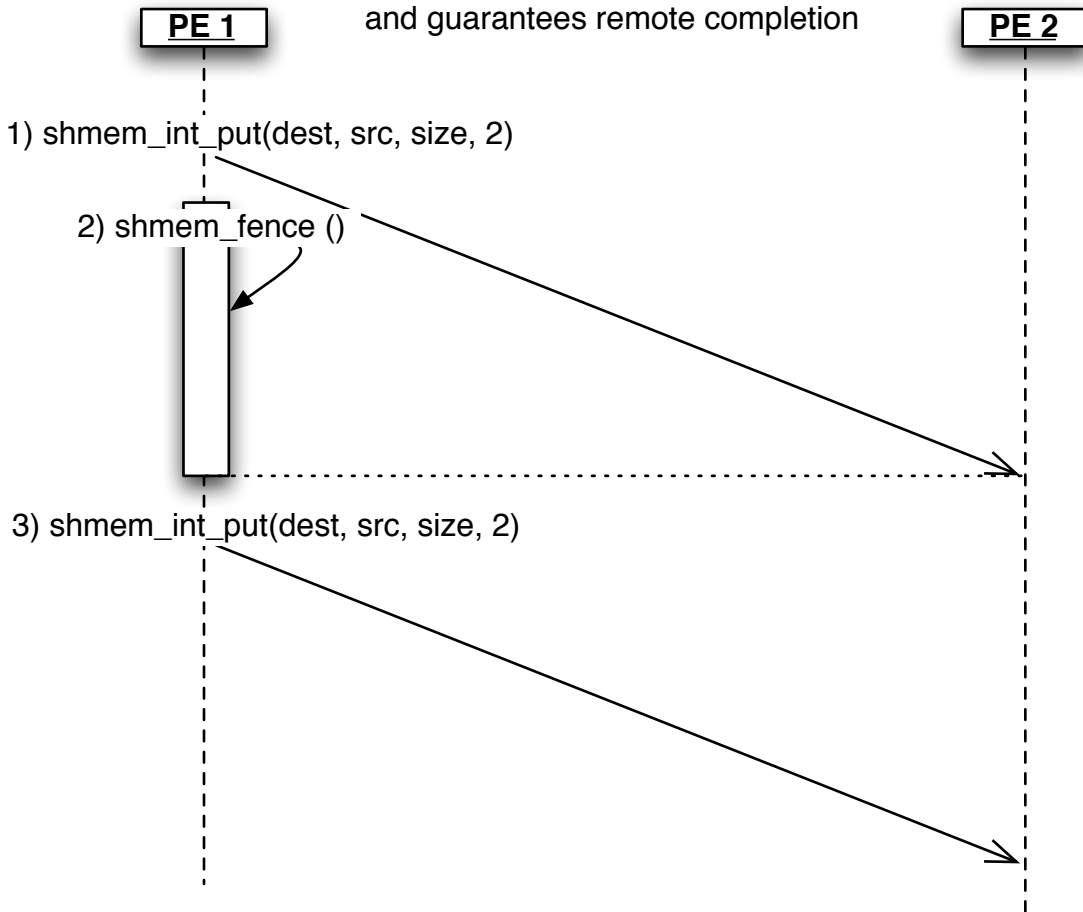 PE 1
and guarantees remote completion
PE 2
1) shmem_int_put(dest, src, size, 2)
2) shmem_fence ()
3) shmem_int_put(dest, src, size, 2)